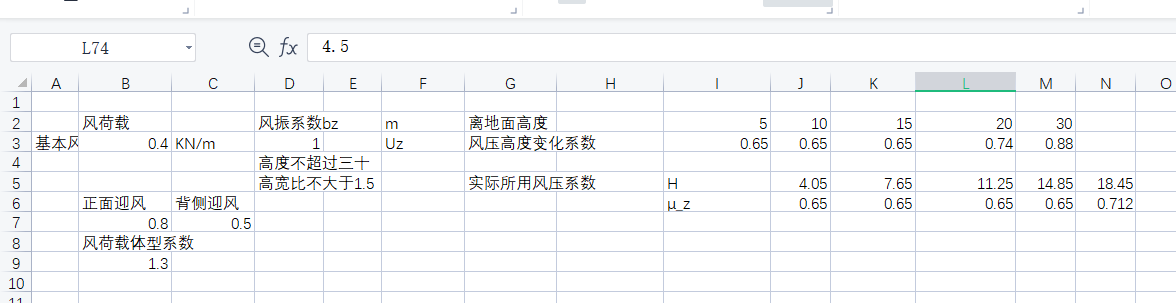 L74 fx 4.5
A B C D E F G H I J K L M N O
1
2 风荷载 风振系数bz m 离地面高度 5 10 15 20 30
3 基本风 0.4 KN/m 1 Uz 风压高度变化系数 0.65 0.65 0.65 0.74 0.88
4 高度不超过三十
5 高宽比不大于1.5 实际所用风压系数 H 4.05 7.65 11.25 14.85 18.45
6 正面迎风 背侧迎风 μ_z 0.65 0.65 0.65 0.65 0.712
7 0.8 0.5
8 风荷载体型系数
9 1.3
10
11